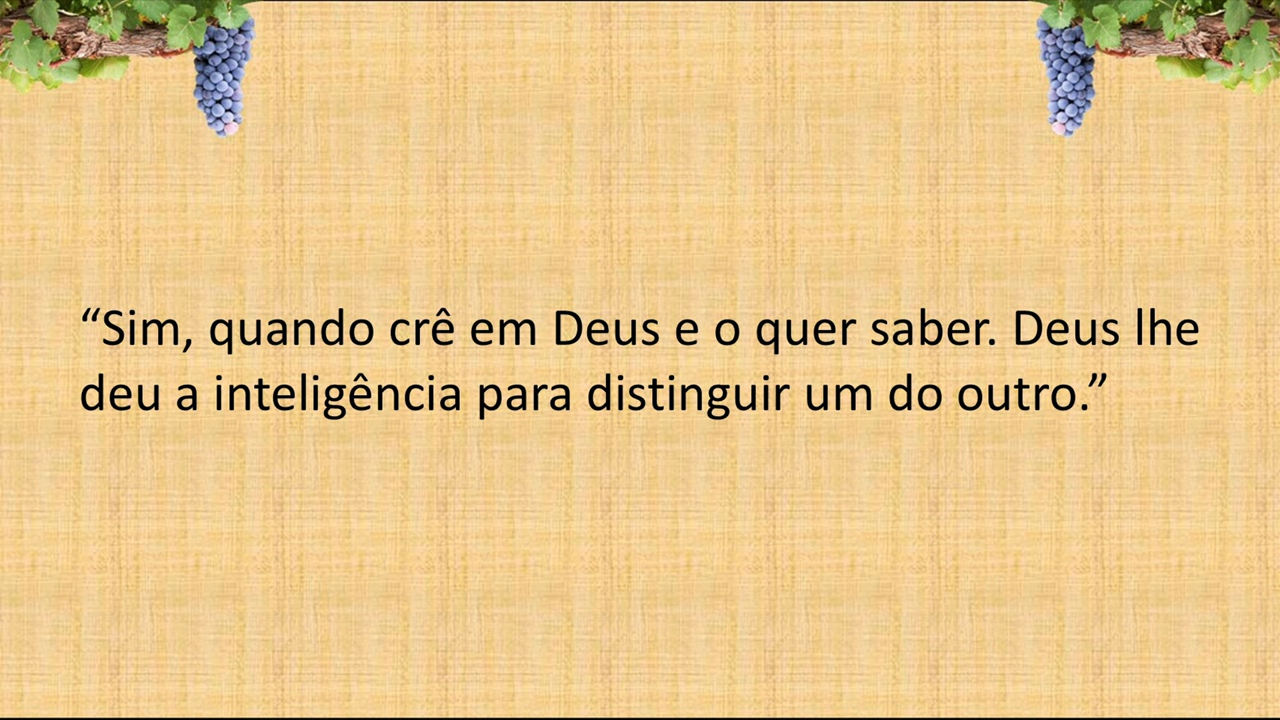 “Sim, quando crê em Deus e o quer saber. Deus lhe
deu a inteligência para distinguir um do outro.”